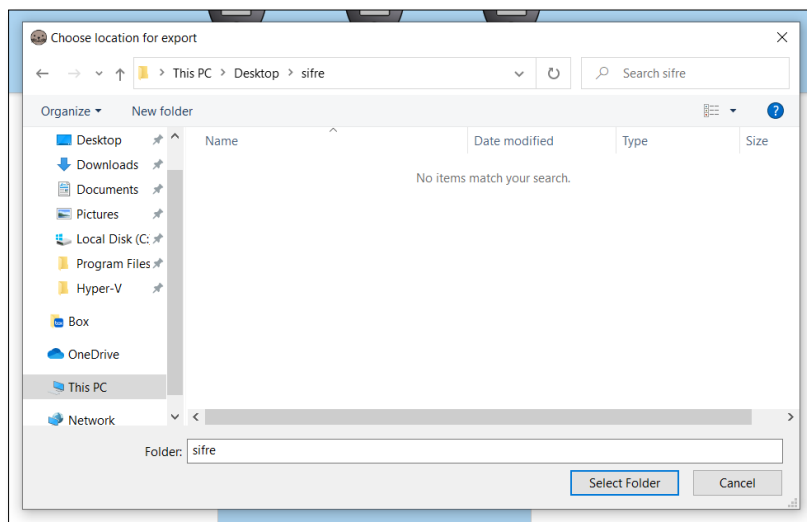 Choose location for export
This PC > Desktop > sifre
Search sifre
Organize
New folder
Name
Date modified
Type
Size
No items match your search.
Desktop
Downloads
Documents
Pictures
Local Disk (C:
Program Files
Hyper-V
Box
OneDrive
This PC
Network
Folder: sifre
Select Folder
Cancel